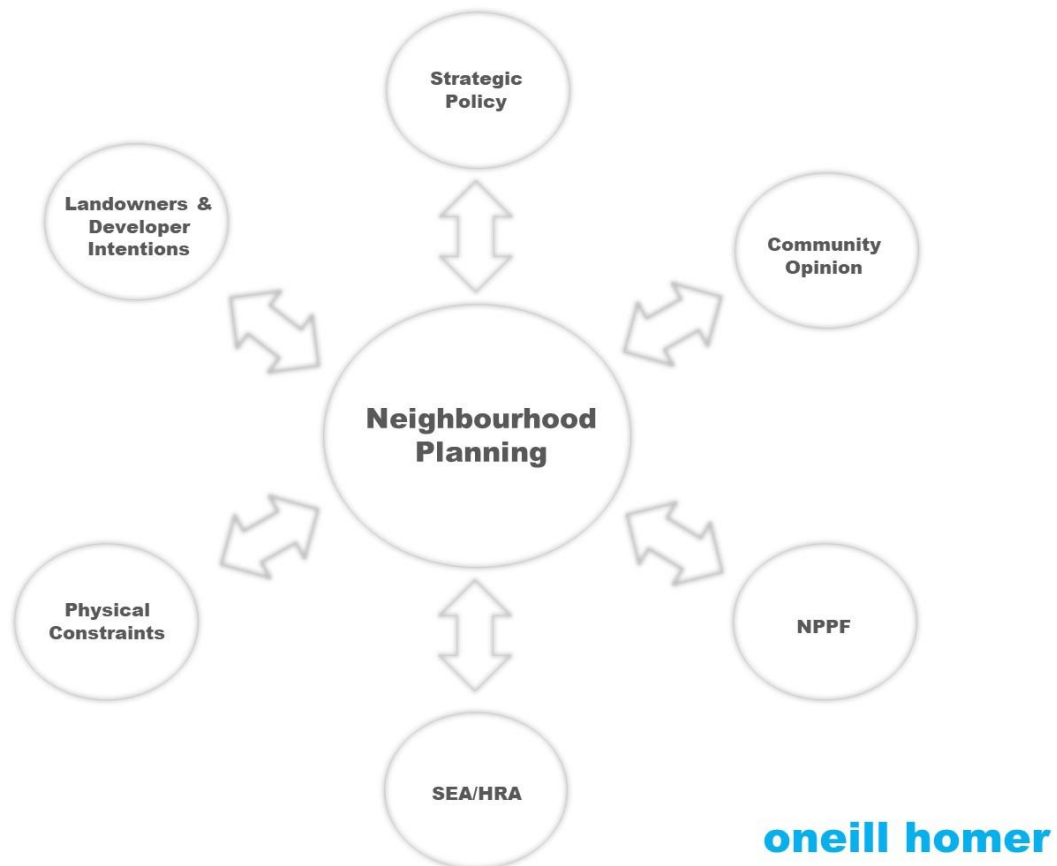 Strategic
Policy
Landowners &
Developer
Intentions
Community
Opinion
Neighbourhood
Planning
Physical
Constraints
NPPF
SEA/HRA
oneill homer